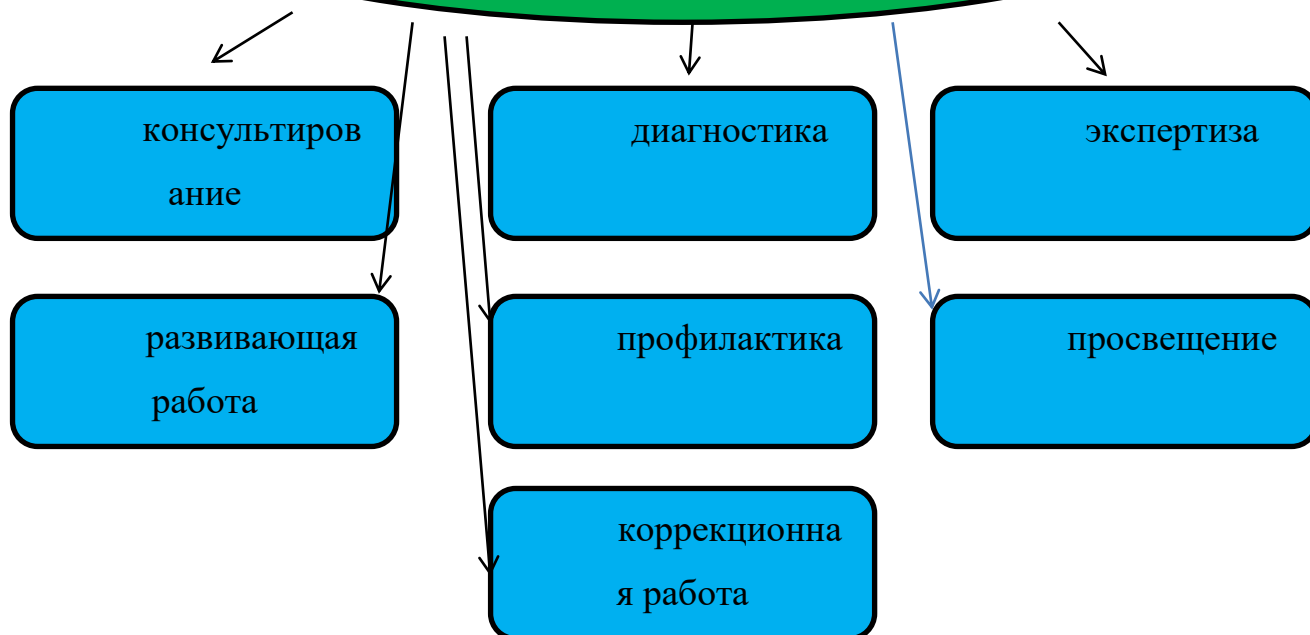 консультиров
ание
диагностика
экспертиза
развивающая
работа
профилактика
просвещение
коррекционна
я работа